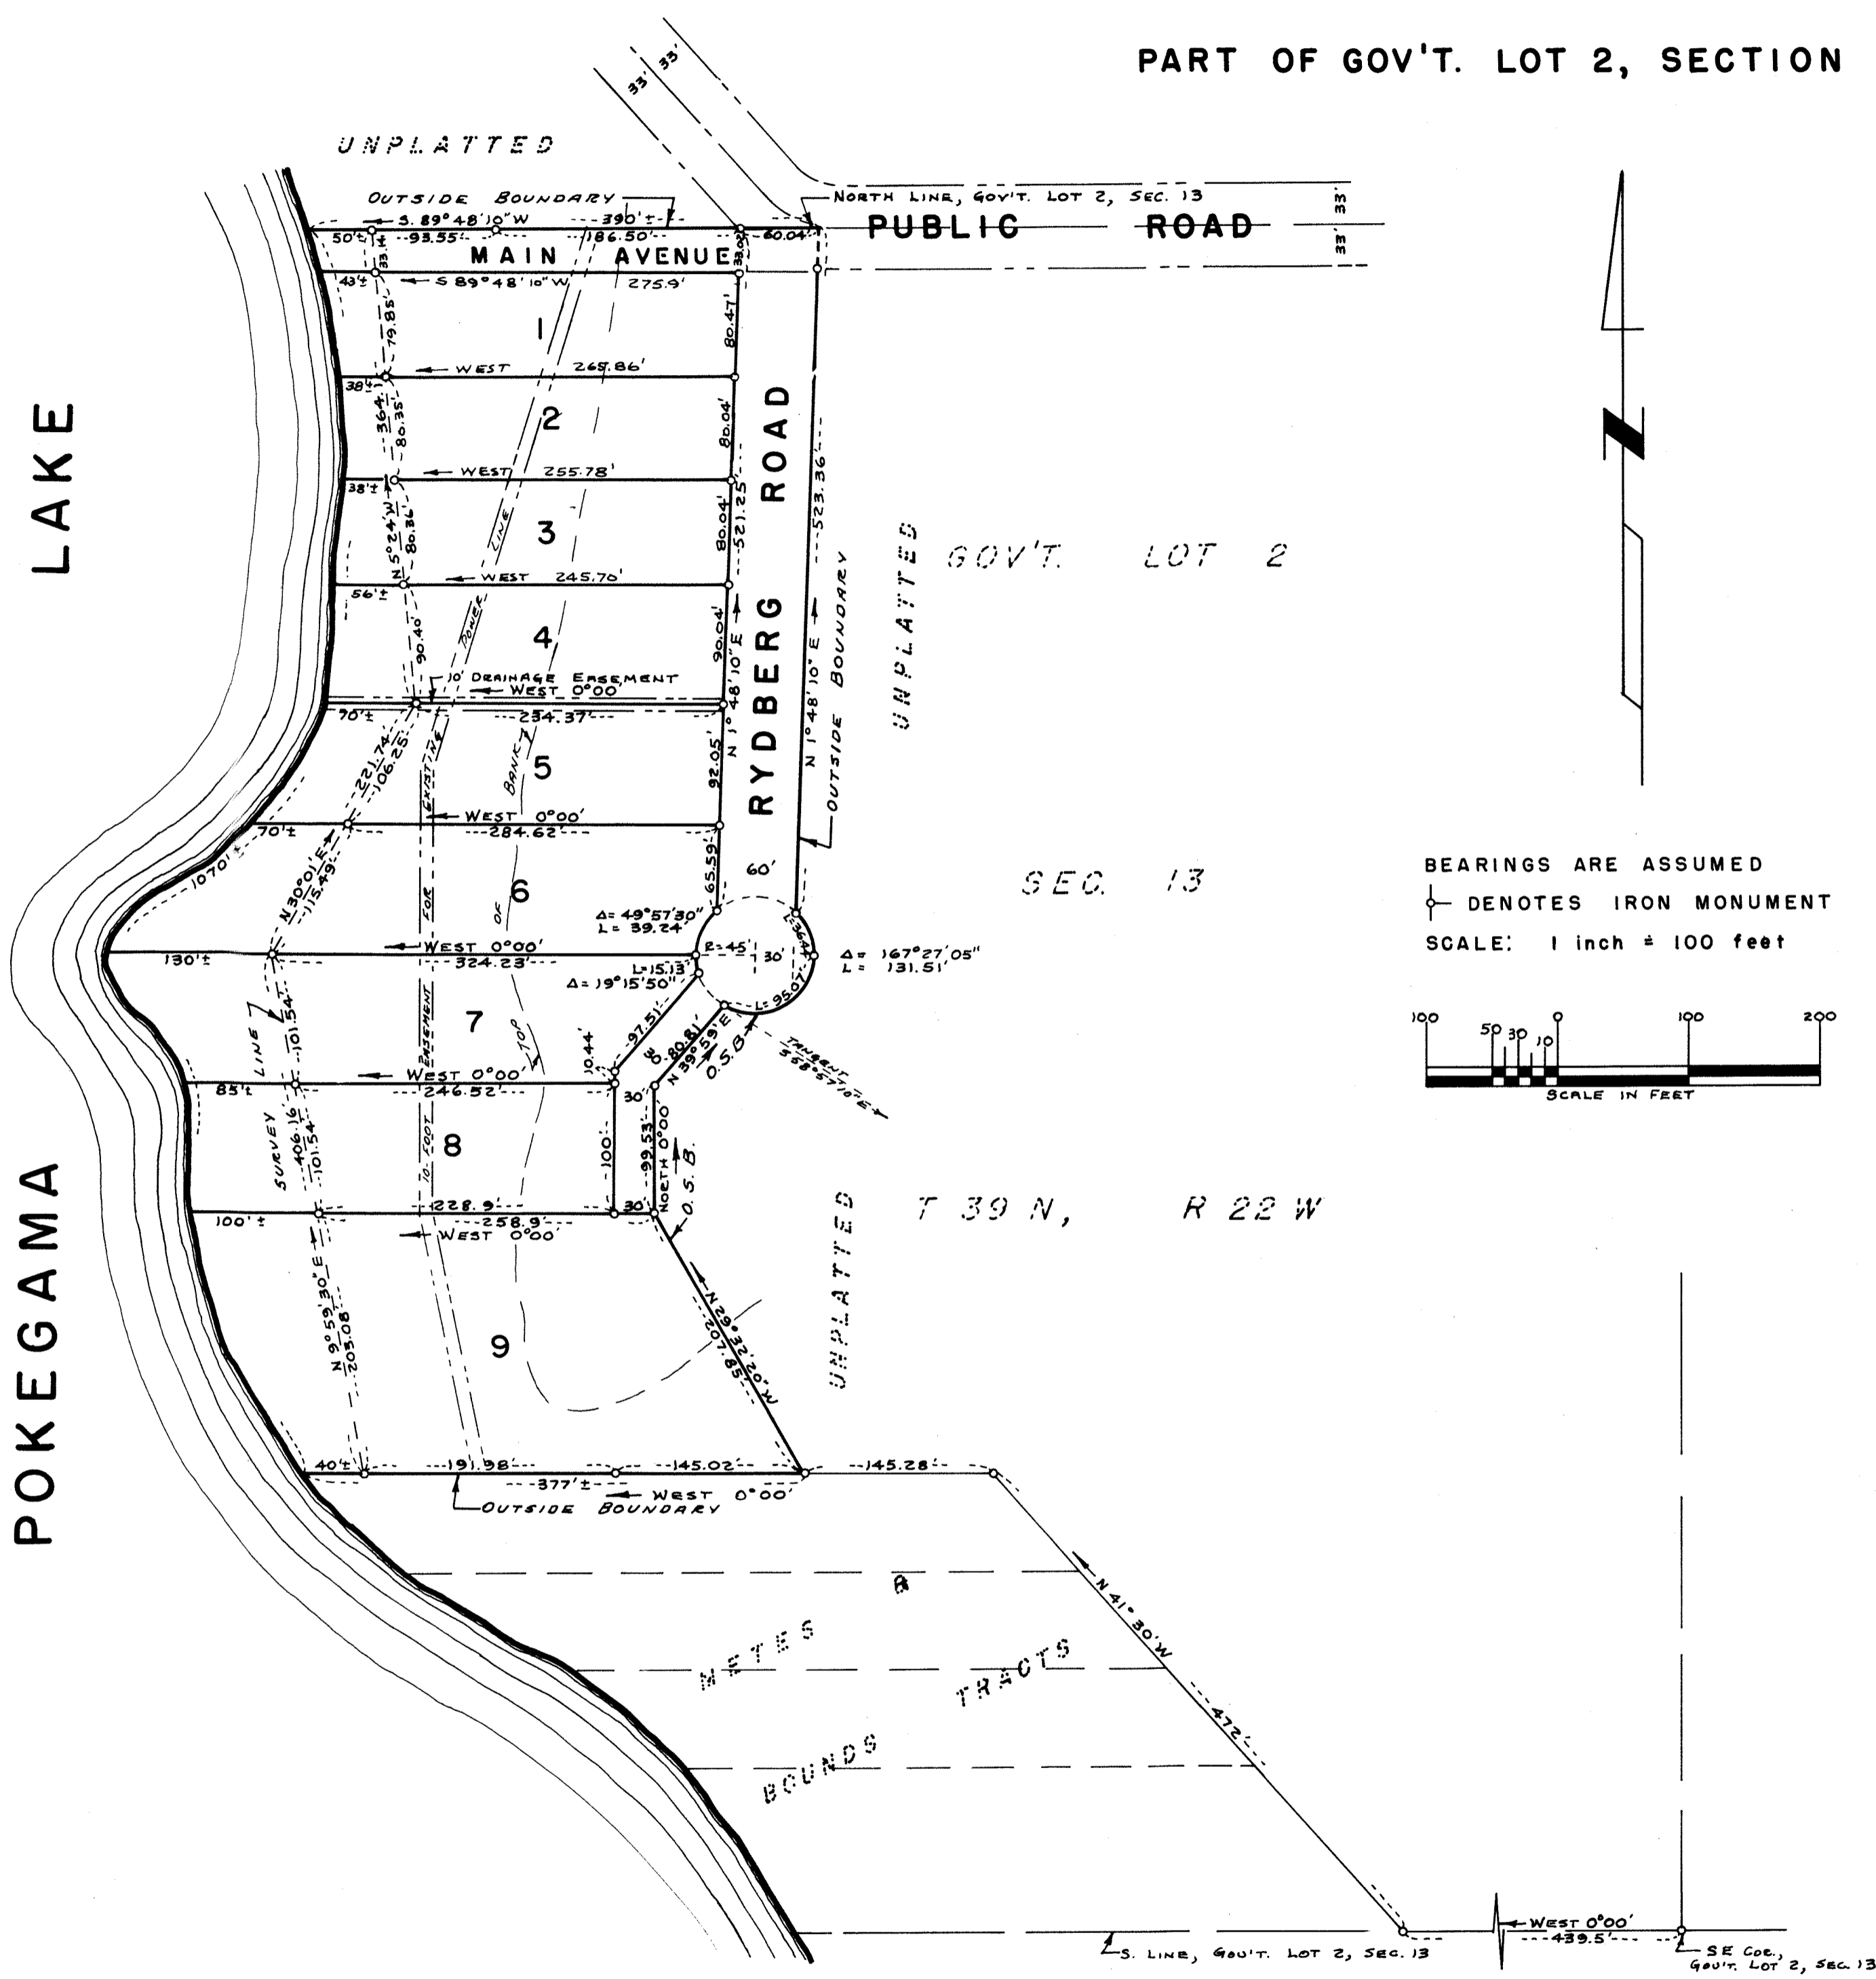 PART OF GOV'T. LOT 2, SECTION
33' 33'
UNPLATTED
OUTSIDE BOUNDARY
NORTH LINE, GOV'T. LOT 2, SEC. 13
S. 89°48'10"W 390'±
50'± 93.55' 186.50' 60.04'
33.02'
PUBLIC ROAD
33'
33'
MAIN AVENUE
43'± S 89°48'10"W 275.9'
79.85'
1
80.47'
38'± WEST 265.86'
364.1
80.35'
2
80.04'
38'± WEST 255.78'
N 5°24'W
80.36'
3
80.04'
521.25'
523.36'
56'± WEST 245.70'
90.40'
4
90.04'
N 1°48'10"E
N 1°48'10"E
10' DRAINAGE EASEMENT
WEST 0°00'
70'± 234.37'
221.74'
106.25'
5
92.05'
WEST 0°00'
70'± 284.62'
1070'±
N30°01'E
115.49'
6
65.59'
60'
Δ= 49°57'30"
L= 39.24'
WEST 0°00'
130'± 324.23'
R=45' 30'
L=36.44'
Δ= 167°27'05"
L= 131.51'
L=15.13'
Δ=19°15'50"
L=95.07'
101.54'
7
97.51'
10.44'
30'
80.81'
N 39°59'E
O.S.B.
TANGENT
WEST 0°00'
85'± 246.52'
30'
SURVEY LINE
406.16'
101.54'
8
100'
99.53'
NORTH 0°00'
O.S.B.
228.9' 30'
100'± 258.9'
WEST 0°00'
N 9°59'30"E
203.08'
9
N 29°32'20"W
207.85'
40'± 191.98' 145.02' 145.28'
377'±
WEST 0°00'
OUTSIDE BOUNDARY
10-FOOT EASEMENT FOR EXISTING POWER LINE
TOP OF BANK
RYDBERG ROAD
OUTSIDE BOUNDARY
UNPLATTED
GOV'T. LOT 2
SEC. 13
T 39 N, R 22 W
UNPLATTED
LAKE
POKEGAMA
N
BEARINGS ARE ASSUMED
DENOTES IRON MONUMENT
SCALE: 1 inch = 100 feet
100 50 30 10 0 100 200
SCALE IN FEET
METES & BOUNDS TRACTS
N 41°30'W
472'
WEST 0°00'
439.5'
S. LINE, GOV'T. LOT 2, SEC. 13
SE COR.,
GOV'T. LOT 2, SEC. 13